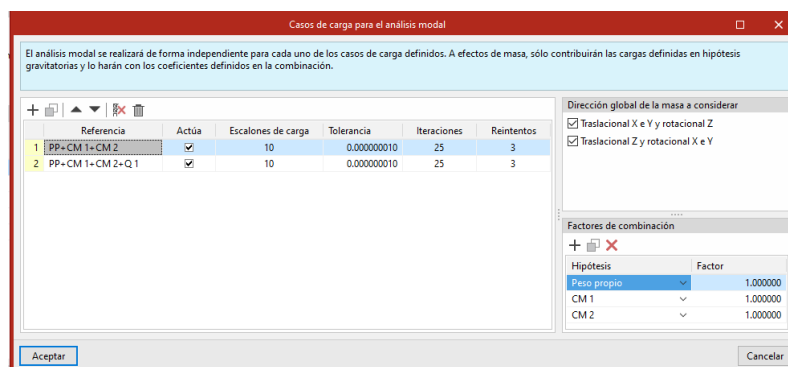 Casos de carga para el análisis modal
El análisis modal se realizará de forma independiente para cada uno de los casos de carga definidos. A efectos de masa, sólo contribuirán las cargas definidas en hipótesis
gravitatorias y lo harán con los coeficientes definidos en la combinación.
Referencia Actúa Escalones de carga Tolerancia Iteraciones Reintentos
1 PP+CM 1+CM 2 10 0.000000010 25 3
2 PP+CM 1+CM 2+Q 1 10 0.000000010 25 3
Dirección global de la masa a considerar
Traslacional X e Y y rotacional Z
Traslacional Z y rotacional X e Y
Factores de combinación
Hipótesis Factor
Peso propio 1.000000
CM 1 1.000000
CM 2 1.000000
Aceptar Cancelar